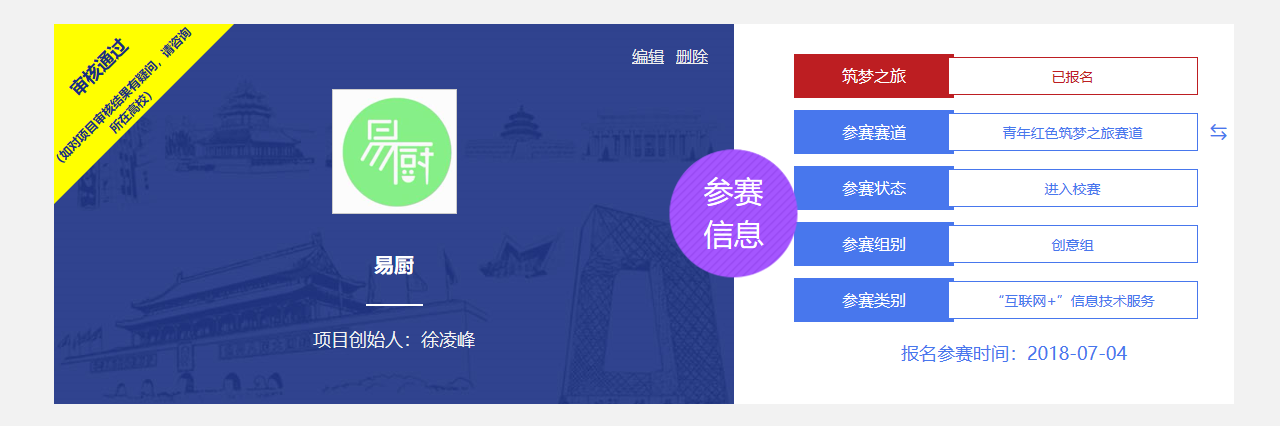 审核通过
(如对项目审核结果有疑问，请咨询
所在高校)
编辑 删除
易厨
易厨
项目创始人：徐凌峰
参赛
信息
筑梦之旅 已报名
参赛赛道 青年红色筑梦之旅赛道
参赛状态 进入校赛
参赛组别 创意组
参赛类别 “互联网+”信息技术服务
报名参赛时间：2018-07-04